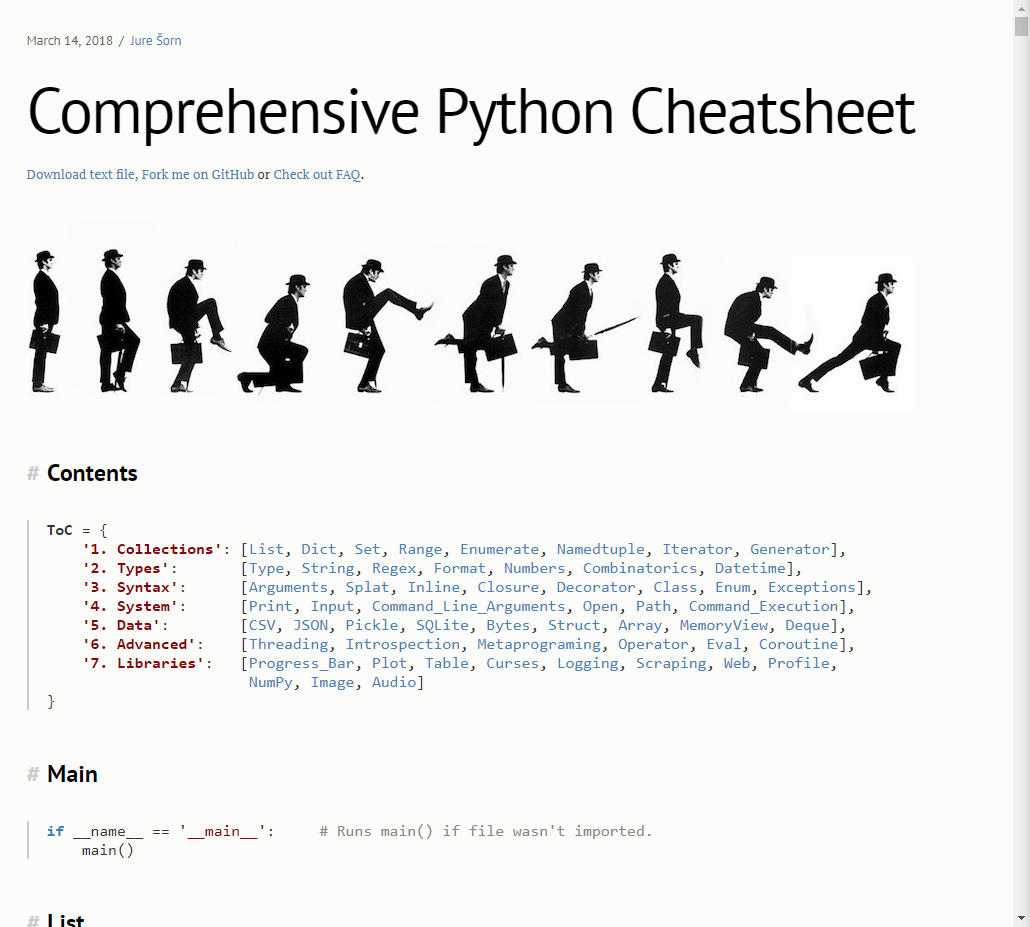 March 14, 2018 / Jure Šorn
Comprehensive Python Cheatsheet
Download text file, Fork me on GitHub or Check out FAQ.
# Contents
ToC = {
    '1. Collections': [List, Dict, Set, Range, Enumerate, Namedtuple, Iterator, Generator],
    '2. Types':       [Type, String, Regex, Format, Numbers, Combinatorics, Datetime],
    '3. Syntax':      [Arguments, Splat, Inline, Closure, Decorator, Class, Enum, Exceptions],
    '4. System':      [Print, Input, Command_Line_Arguments, Open, Path, Command_Execution],
    '5. Data':        [CSV, JSON, Pickle, SQLite, Bytes, Struct, Array, MemoryView, Deque],
    '6. Advanced':    [Threading, Introspection, Metaprograming, Operator, Eval, Coroutine],
    '7. Libraries':   [Progress_Bar, Plot, Table, Curses, Logging, Scraping, Web, Profile,
                       NumPy, Image, Audio]
}
# Main
if __name__ == '__main__':     # Runs main() if file wasn't imported.
    main()
# List